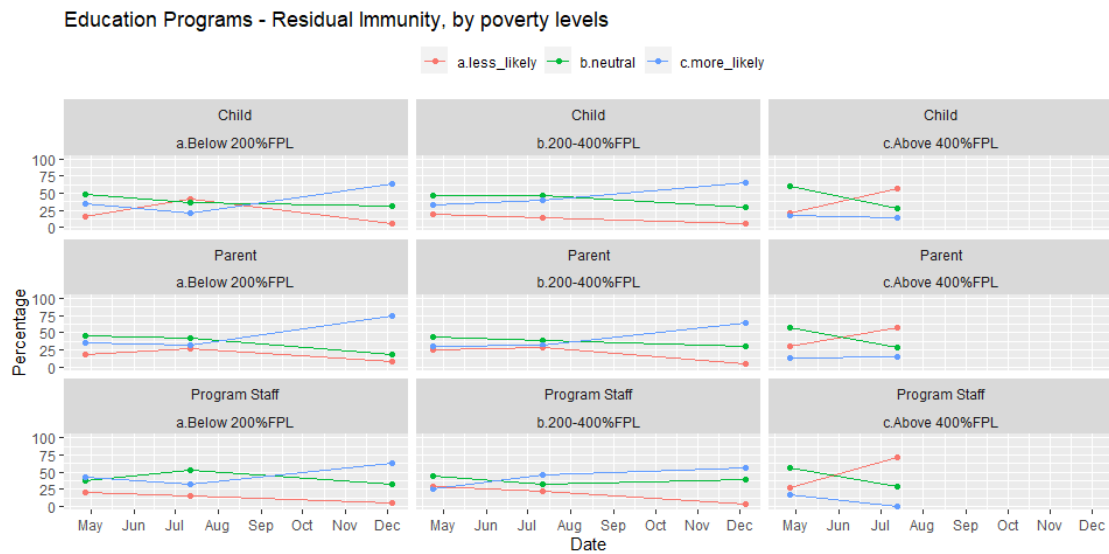 Education Programs - Residual Immunity, by poverty levels
a.less_likely b.neutral c.more_likely
Child Child Child
a.Below 200%FPL b.200-400%FPL c.Above 400%FPL
100
75
50
25
0
Parent Parent Parent
a.Below 200%FPL b.200-400%FPL c.Above 400%FPL
100
75
50
25
0
Percentage
Program Staff Program Staff Program Staff
a.Below 200%FPL b.200-400%FPL c.Above 400%FPL
100
75
50
25
0
May Jun Jul Aug Sep Oct Nov Dec May Jun Jul Aug Sep Oct Nov Dec May Jun Jul Aug Sep Oct Nov Dec
Date